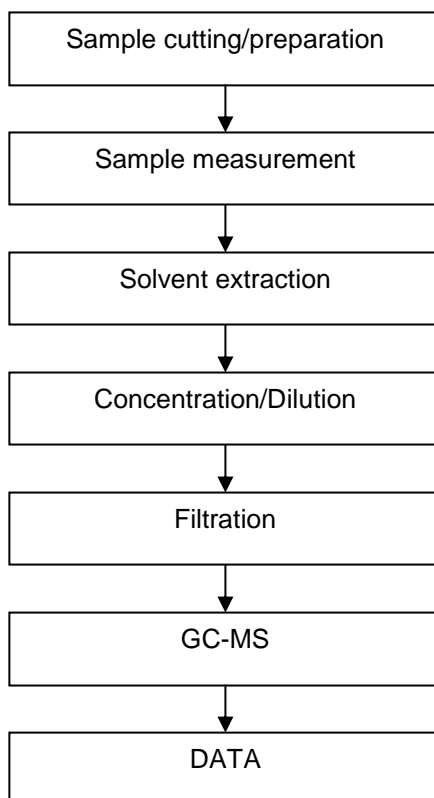 Sample cutting/preparation
Sample measurement
Solvent extraction
Concentration/Dilution
Filtration
GC-MS
DATA